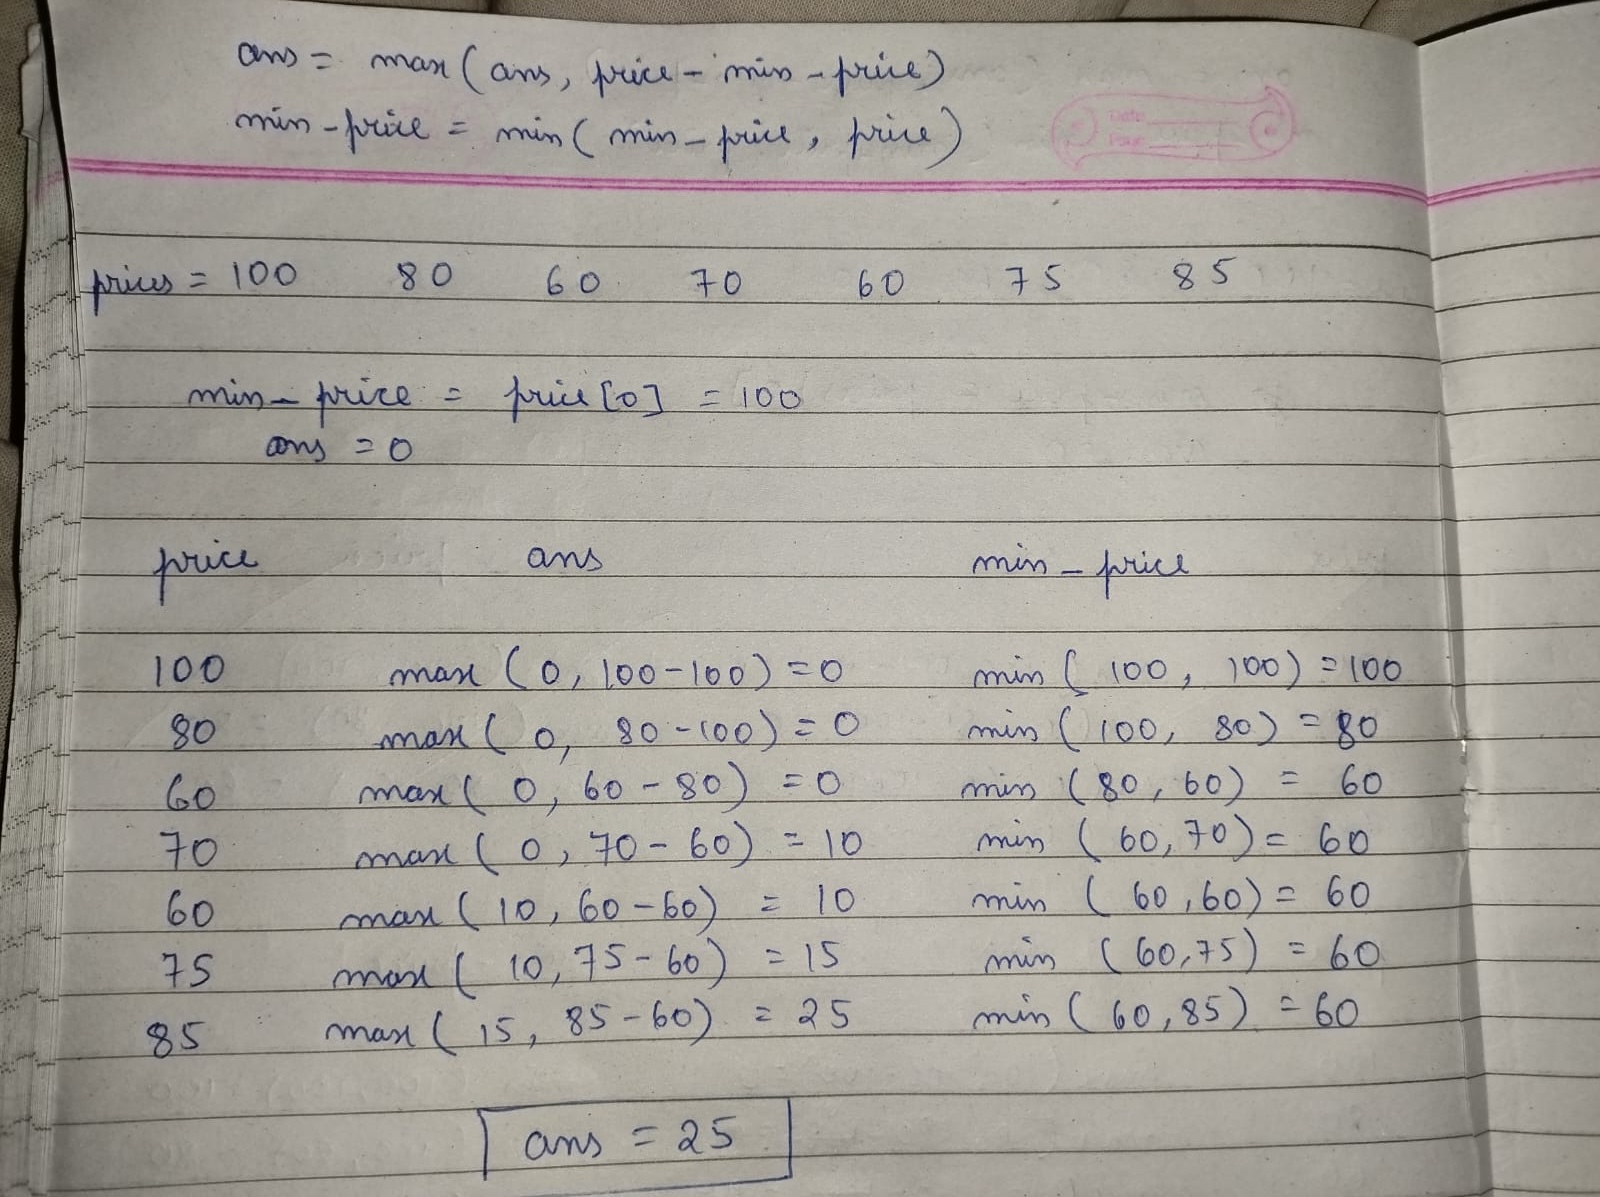 ans = max ( ans, price - min - price)
min - price = min ( min - price, price)
prices = 100 80 60 70 60 75 85
min - price = price [0] = 100
ans = 0
price ans min - price
100 max ( 0, 100-100) = 0 min ( 100, 100) = 100
80 max ( 0, 80-100) = 0 min ( 100, 80) = 80
60 max ( 0, 60 - 80) = 0 min ( 80, 60) = 60
70 max ( 0, 70 - 60) = 10 min ( 60, 70) = 60
60 max ( 10, 60-60) = 10 min ( 60, 60) = 60
75 max ( 10, 75-60) = 15 min ( 60, 75) = 60
85 max ( 15, 85-60) = 25 min ( 60, 85) = 60
ans = 25